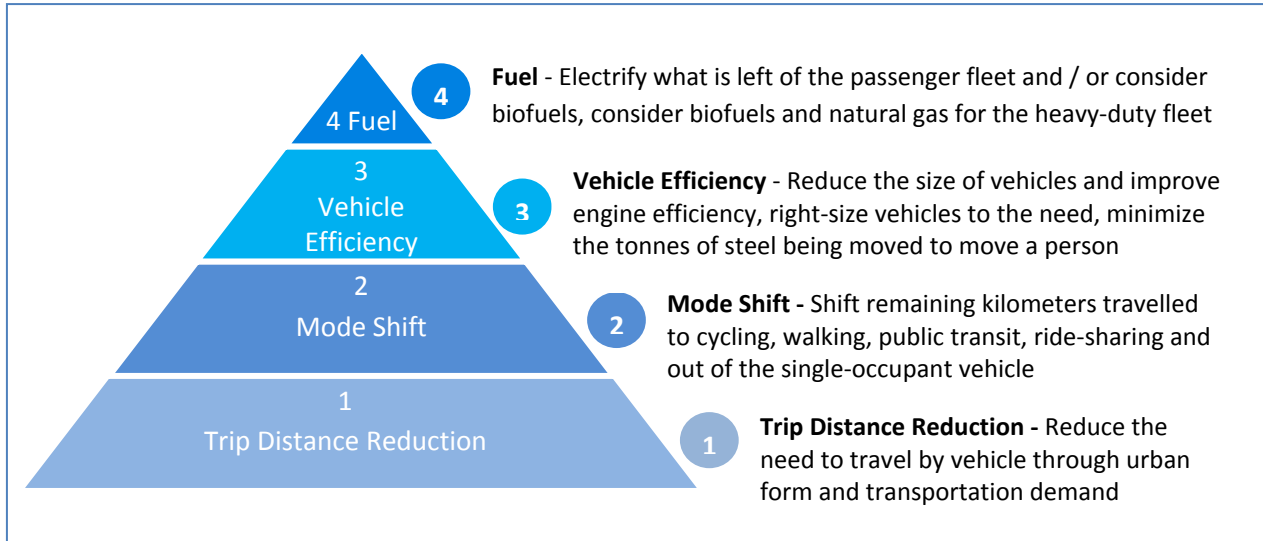 4 Fuel
4
Fuel - Electrify what is left of the passenger fleet and / or consider
biofuels, consider biofuels and natural gas for the heavy-duty fleet
3
Vehicle
Efficiency
3
Vehicle Efficiency - Reduce the size of vehicles and improve
engine efficiency, right-size vehicles to the need, minimize
the tonnes of steel being moved to move a person
2
Mode Shift
2
Mode Shift - Shift remaining kilometers travelled
to cycling, walking, public transit, ride-sharing and
out of the single-occupant vehicle
1
Trip Distance Reduction
1
Trip Distance Reduction - Reduce the
need to travel by vehicle through urban
form and transportation demand